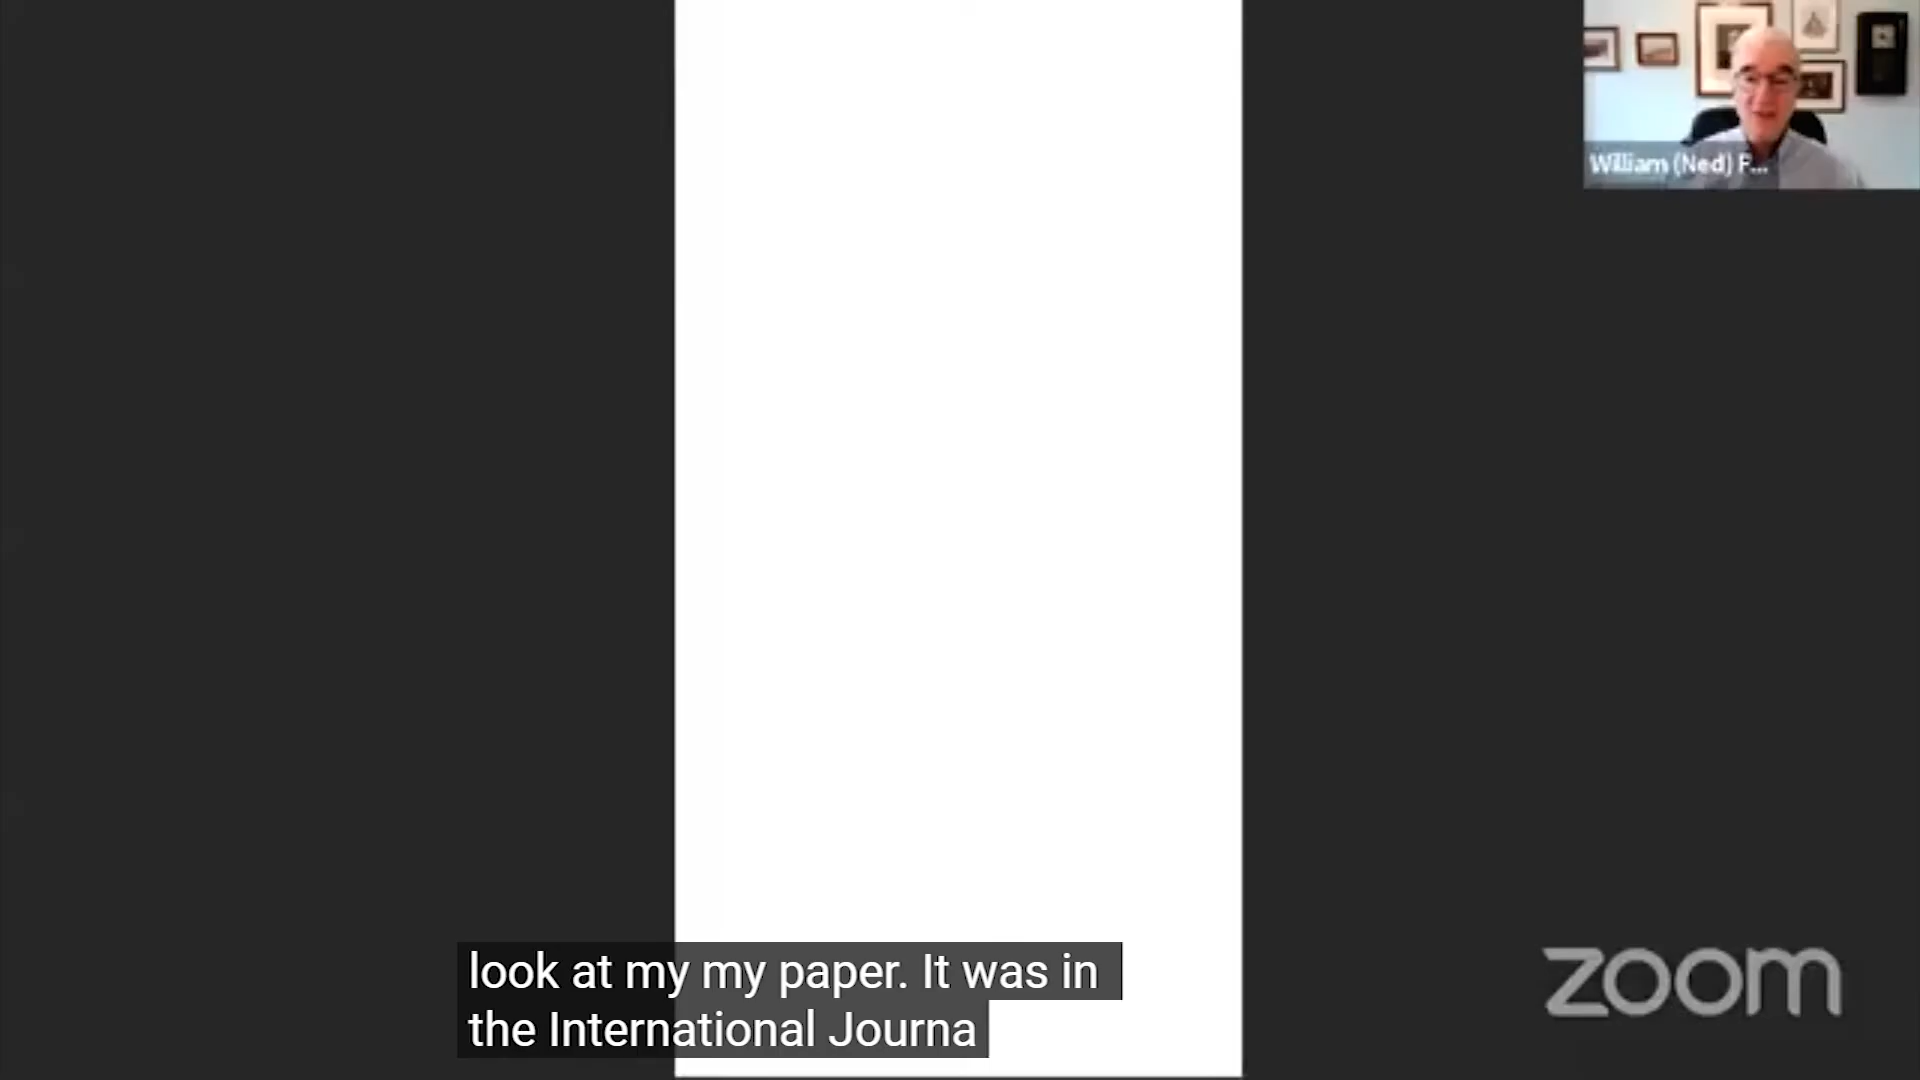 William (Ned) F...
look at my my paper. It was in
the International Journa
zoom